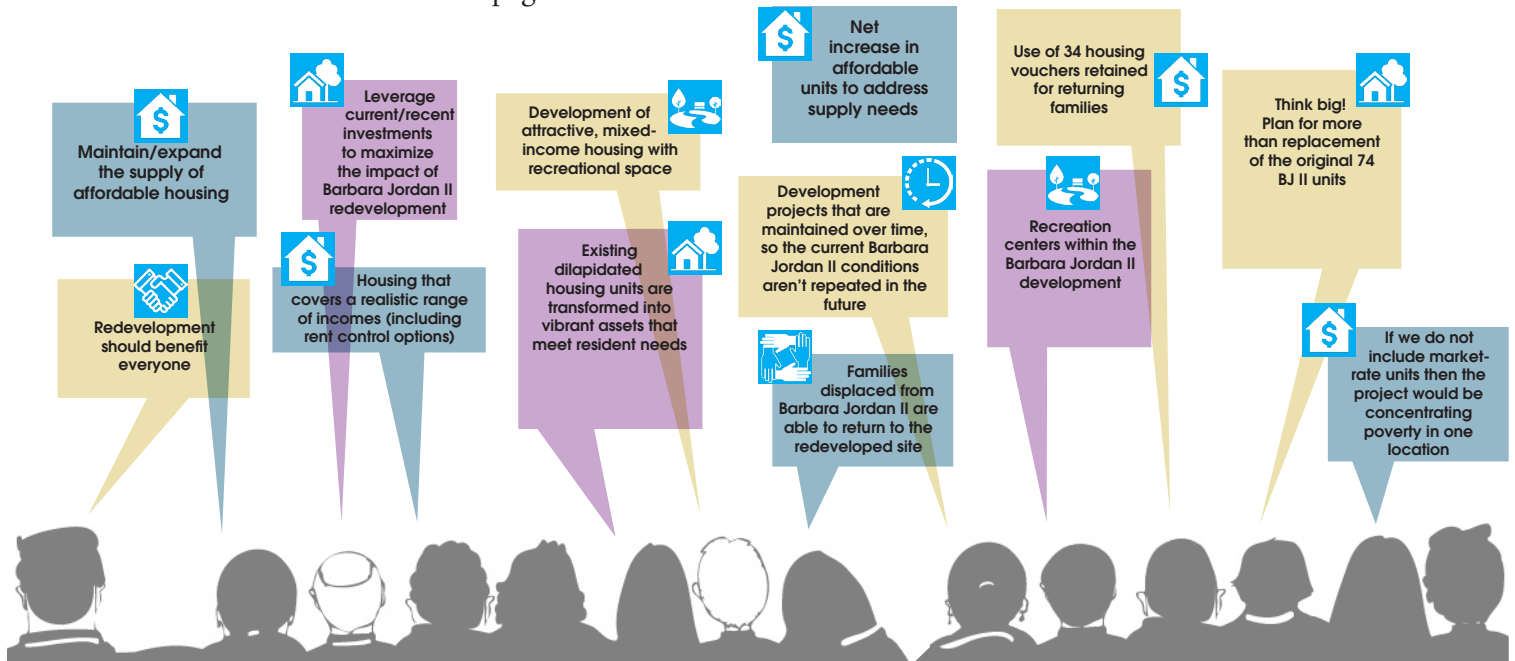 pag
Maintain/expand
the supply of
affordable housing
Redevelopment
should benefit
everyone
Leverage
current/recent
investments
to maximize
the impact of
Barbara Jordan II
redevelopment
Housing that
covers a realistic range
of incomes (including
rent control options)
Development of
attractive, mixed-
income housing with
recreational space
Existing
dilapidated
housing units are
transformed into
vibrant assets that
meet resident needs
Net
increase in
affordable
units to address
supply needs
Development
projects that are
maintained over time,
so the current Barbara
Jordan II conditions
aren't repeated in the
future
Families
displaced from
Barbara Jordan II are
able to return to the
redeveloped site
Use of 34 housing
vouchers retained
for returning
families
Recreation
centers within the
Barbara Jordan II
development
Think big!
Plan for more
than replacement
of the original 74
BJ II units
If we do not
include market-
rate units then the
project would be
concentrating
poverty in one
location